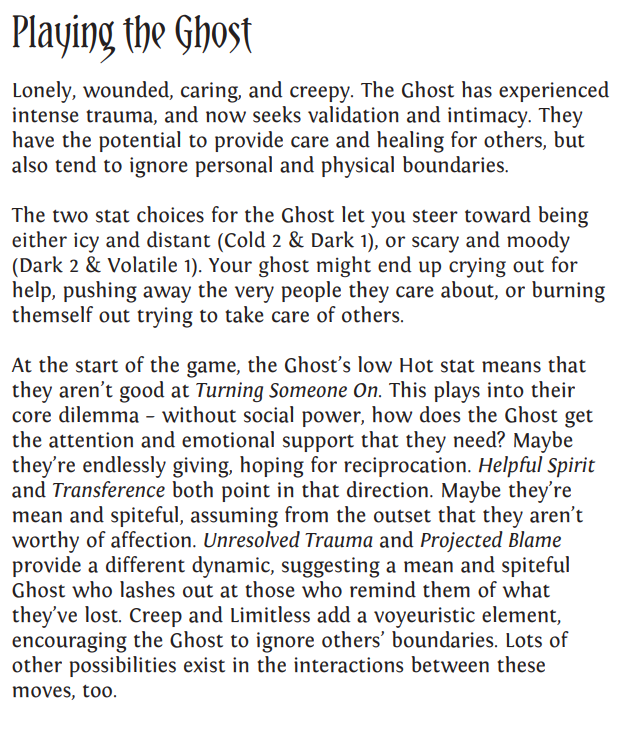 Playing the Ghost
Lonely, wounded, caring, and creepy. The Ghost has experienced
intense trauma, and now seeks validation and intimacy. They
have the potential to provide care and healing for others, but
also tend to ignore personal and physical boundaries.
The two stat choices for the Ghost let you steer toward being
either icy and distant (Cold 2 & Dark 1), or scary and moody
(Dark 2 & Volatile 1). Your ghost might end up crying out for
help, pushing away the very people they care about, or burning
themself out trying to take care of others.
At the start of the game, the Ghost's low Hot stat means that
they aren't good at Turning Someone On. This plays into their
core dilemma – without social power, how does the Ghost get
the attention and emotional support that they need? Maybe
they're endlessly giving, hoping for reciprocation. Helpful Spirit
and Transference both point in that direction. Maybe they're
mean and spiteful, assuming from the outset that they aren't
worthy of affection. Unresolved Trauma and Projected Blame
provide a different dynamic, suggesting a mean and spiteful
Ghost who lashes out at those who remind them of what
they've lost. Creep and Limitless add a voyeuristic element,
encouraging the Ghost to ignore others' boundaries. Lots of
other possibilities exist in the interactions between these
moves, too.